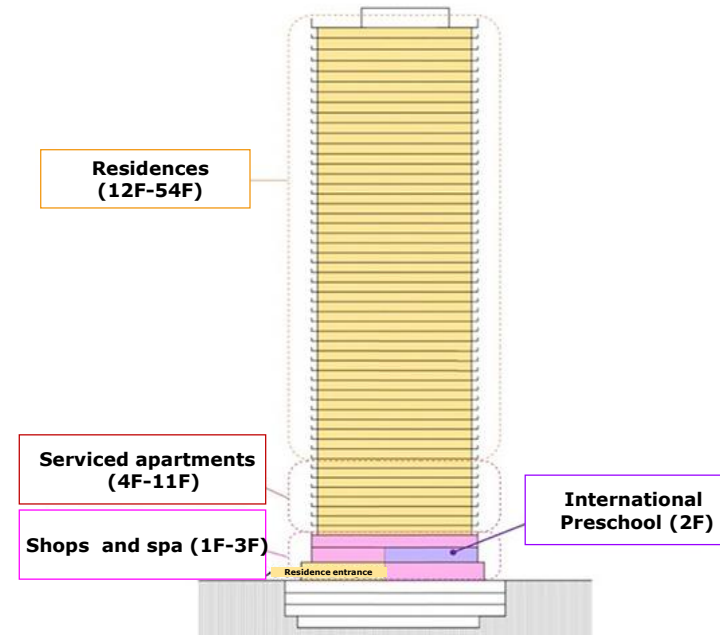 Residences
(12F-54F)
Serviced apartments
(4F-11F)
International
Preschool (2F)
Shops and spa (1F-3F)
Residence entrance